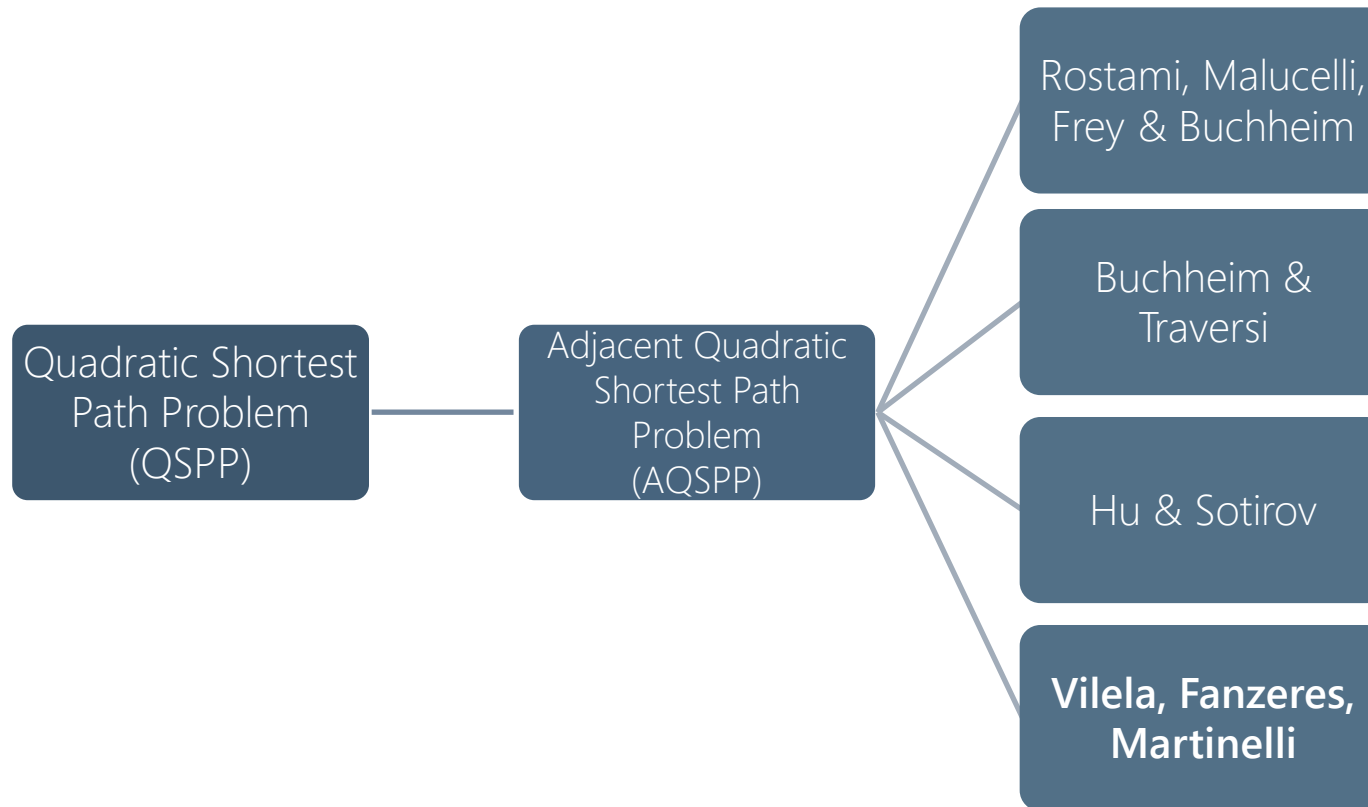 Quadratic Shortest
Path Problem
(QSPP)
Adjacent Quadratic
Shortest Path
Problem
(AQSPP)
Rostami, Malucelli,
Frey & Buchheim
Buchheim &
Traversi
Hu & Sotirov
Vilela, Fanzeres,
Martinelli